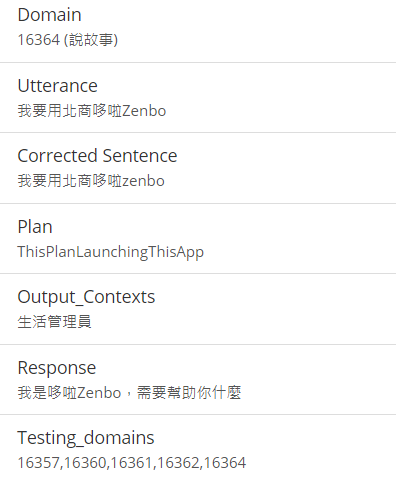 Domain
16364 (說故事)
Utterance
我要用北商哆啦Zenbo
Corrected Sentence
我要用北商哆啦zenbo
Plan
ThisPlanLaunchingThisApp
Output_Contexts
生活管理員
Response
我是哆啦Zenbo，需要幫助你什麼
Testing_domains
16357,16360,16361,16362,16364